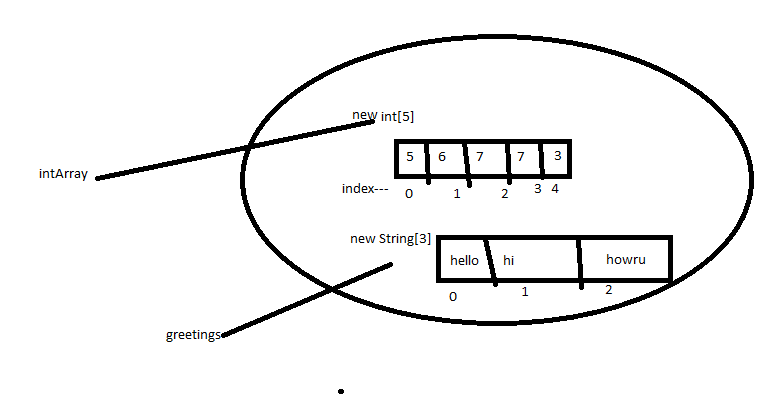 new int[5]
5 6 7 7 3
intArray
index--- 0 1 2 3 4
new String[3]
hello hi howru
0 1 2
greetings